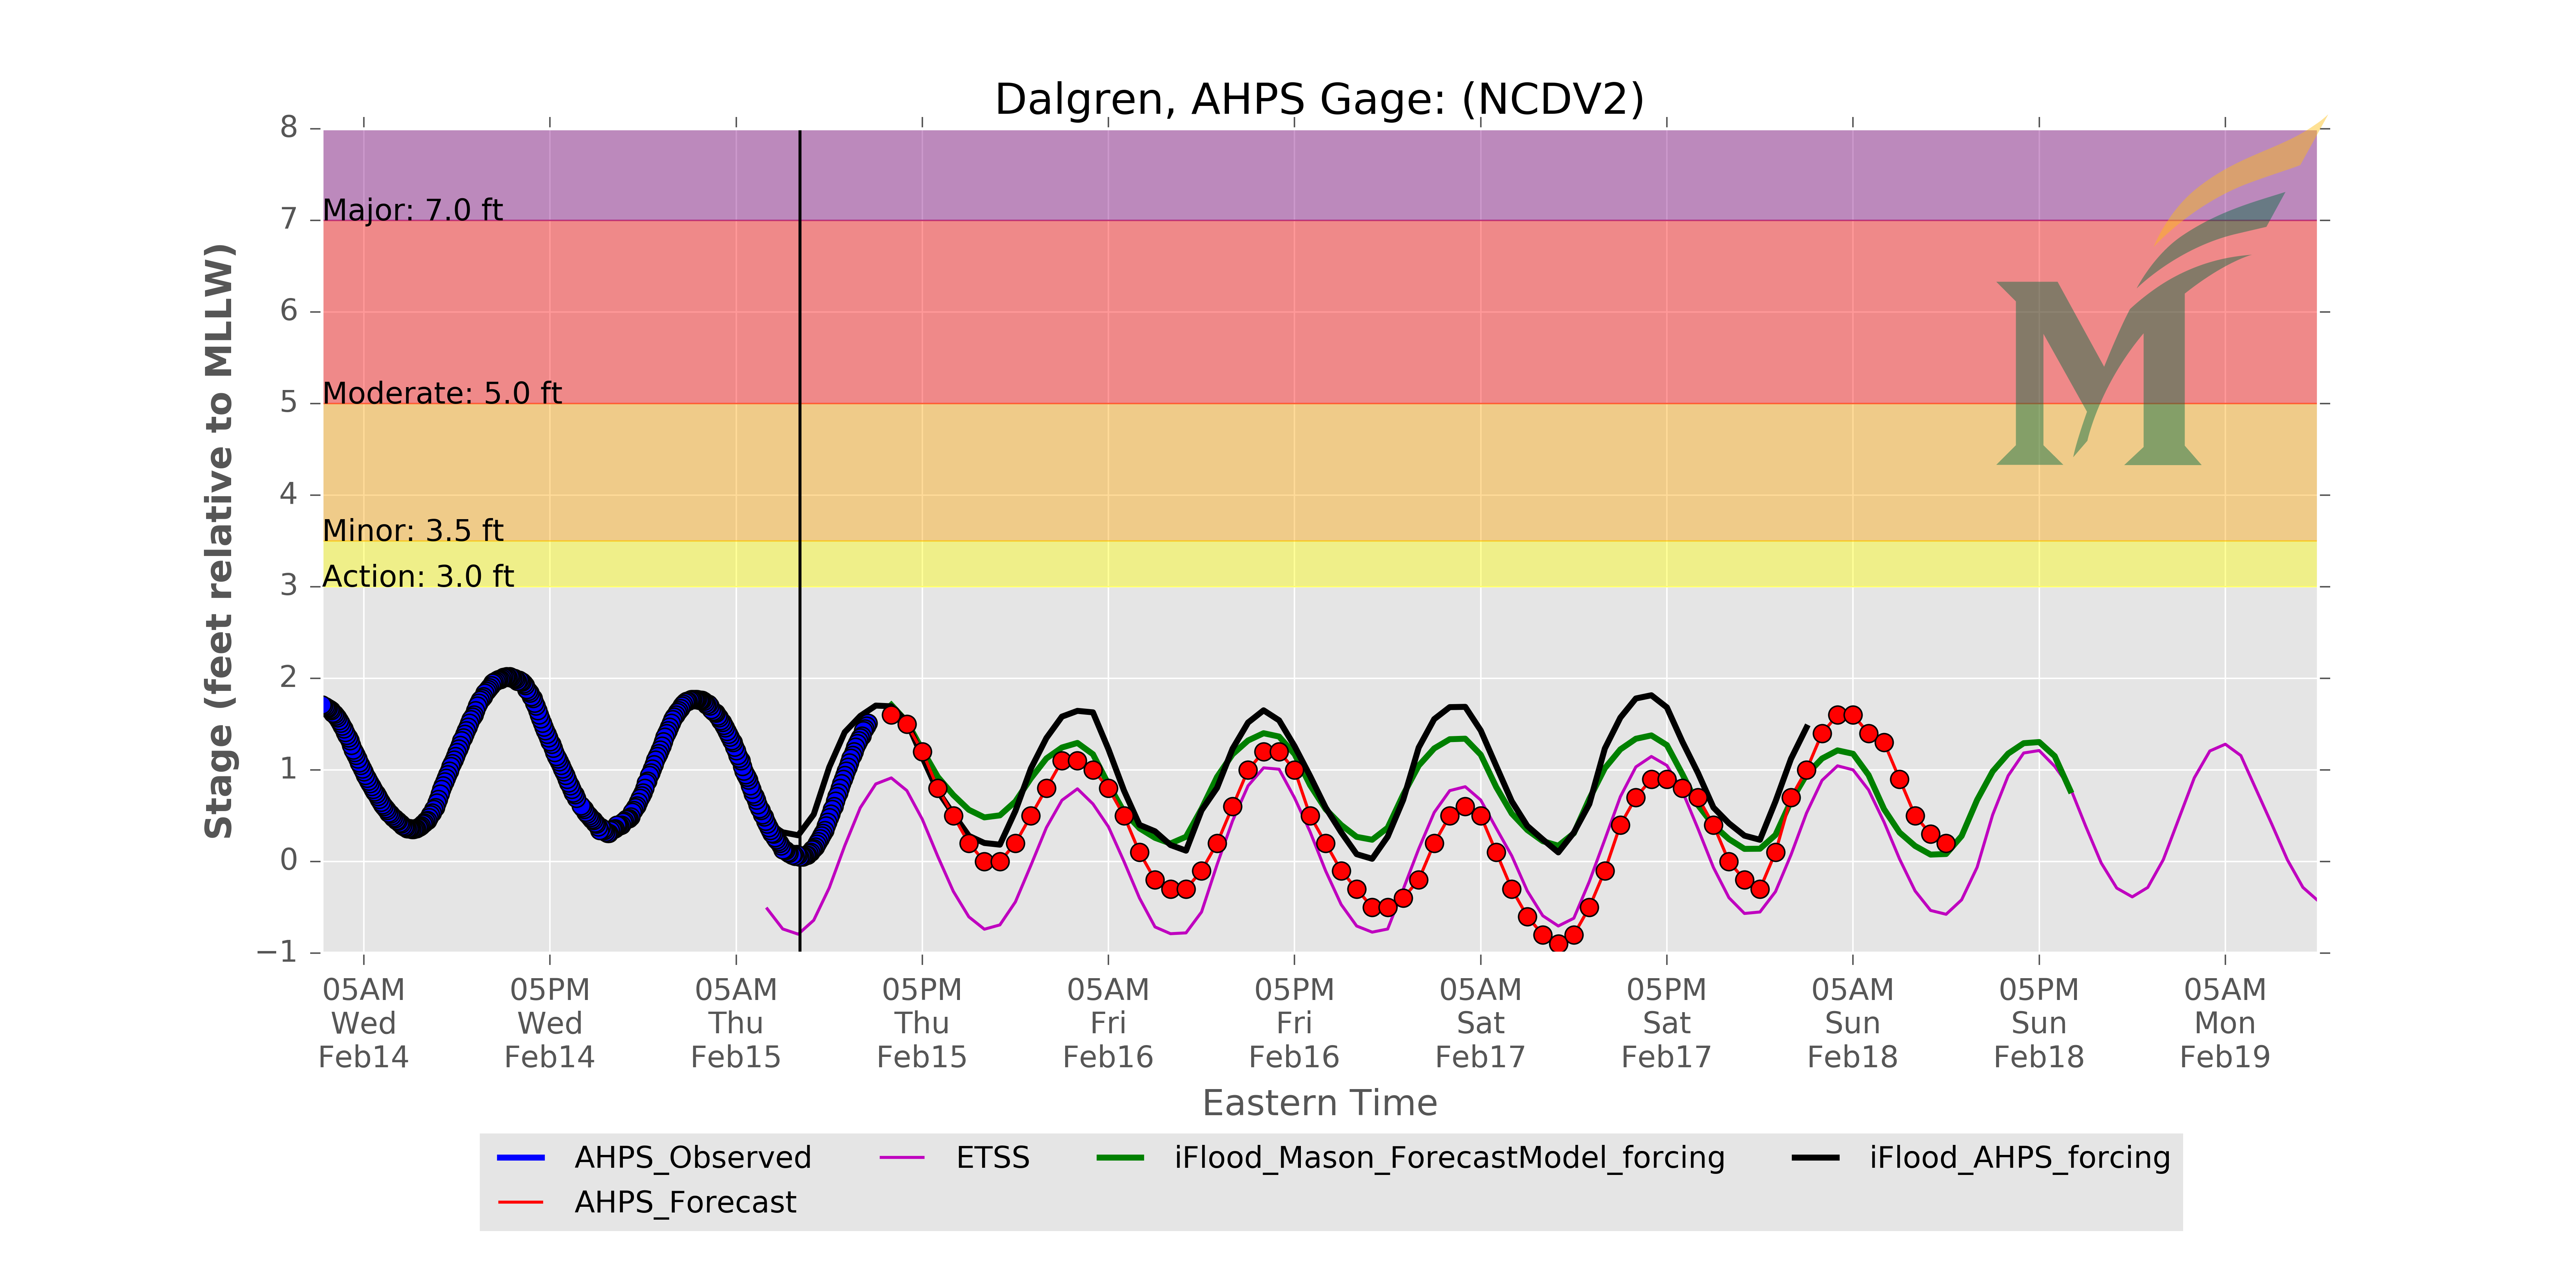 Dalgren, AHPS Gage: (NCDV2)
Stage (feet relative to MLLW)
8
7
6
5
4
3
2
1
0
−1
Major: 7.0 ft
Moderate: 5.0 ft
Minor: 3.5 ft
Action: 3.0 ft
M
05AM 05PM 05AM 05PM 05AM 05PM 05AM 05PM 05AM 05PM 05AM
Wed Wed Thu Thu Fri Fri Sat Sat Sun Sun Mon
Feb14 Feb14 Feb15 Feb15 Feb16 Feb16 Feb17 Feb17 Feb18 Feb18 Feb19
Eastern Time
AHPS_Observed ETSS iFlood_Mason_ForecastModel_forcing iFlood_AHPS_forcing
AHPS_Forecast